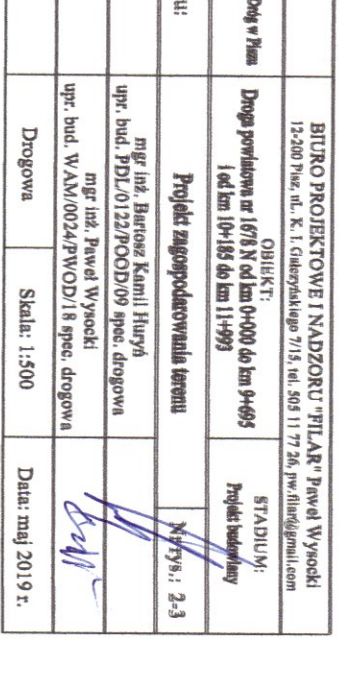 BIURO PROJEKTOWE I NADZORU "FILAR" Paweł Wysocki
12-200 Pisz, ul. K. I. Gałczyńskiego 7/15, tel. 505 11 77 26, pw.filar@gmail.com
Dróg w Piszu
OBIEKT:
Droga powiatowa nr 1678 N od km 0+000 do km 9+695
i od km 10+185 do km 11+993
STADIUM:
Projekt budowlany
u:
Projekt zagospodarowania terenu
Nr rys.: 2-3
mgr inż. Bartosz Kamil Huryń
upr. bud. PDL/0122/POOD/09 spec. drogowa
mgr inż. Paweł Wysocki
upr. bud. WAM/0024/PWOD/18 spec. drogowa
Drogowa
Skala: 1:500
Data: maj 2019 r.